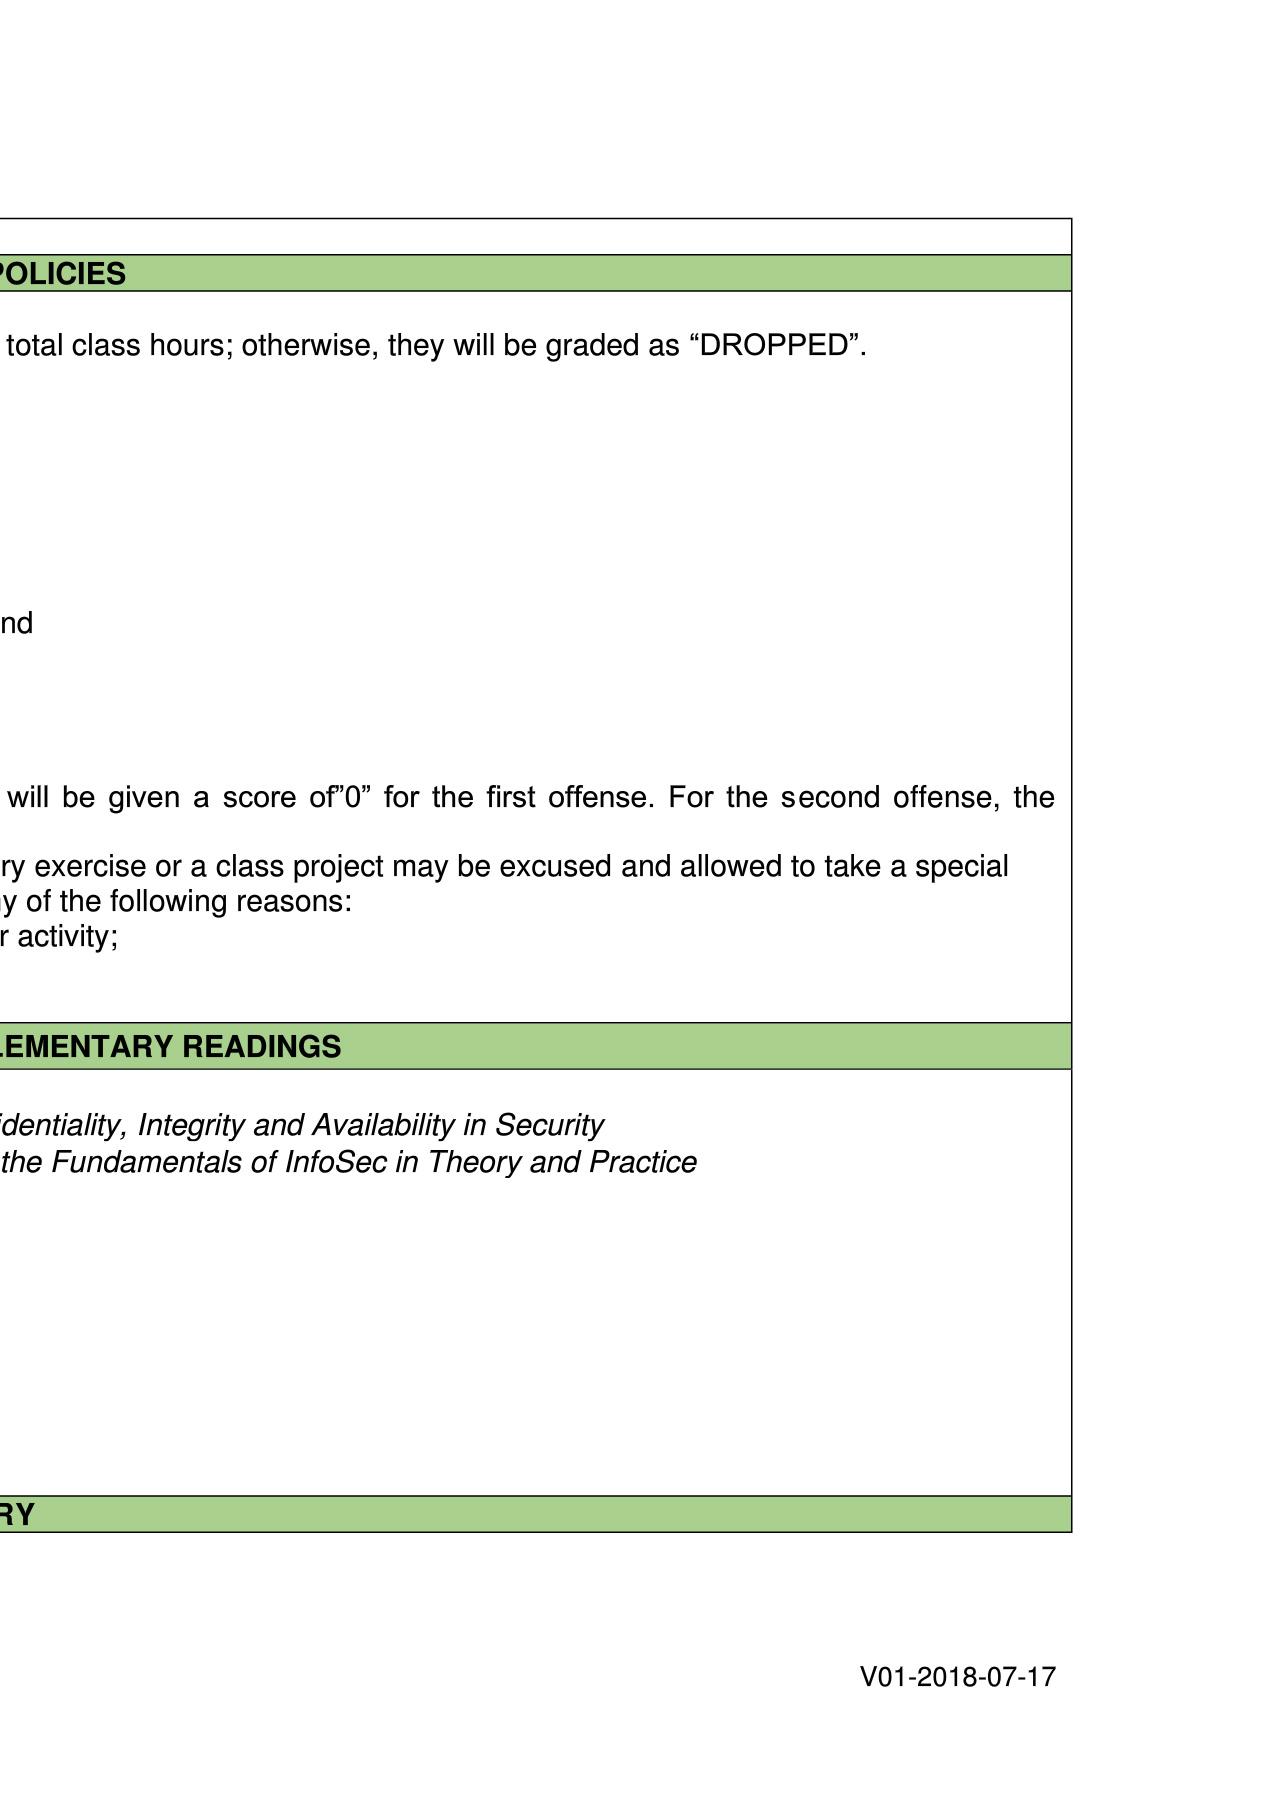 POLICIES
total class hours; otherwise, they will be graded as “DROPPED”.
nd
will be given a score of”0” for the first offense. For the second offense, the
ry exercise or a class project may be excused and allowed to take a special
y of the following reasons:
r activity;
LEMENTARY READINGS
identiality, Integrity and Availability in Security
the Fundamentals of InfoSec in Theory and Practice
RY
V01-2018-07-17